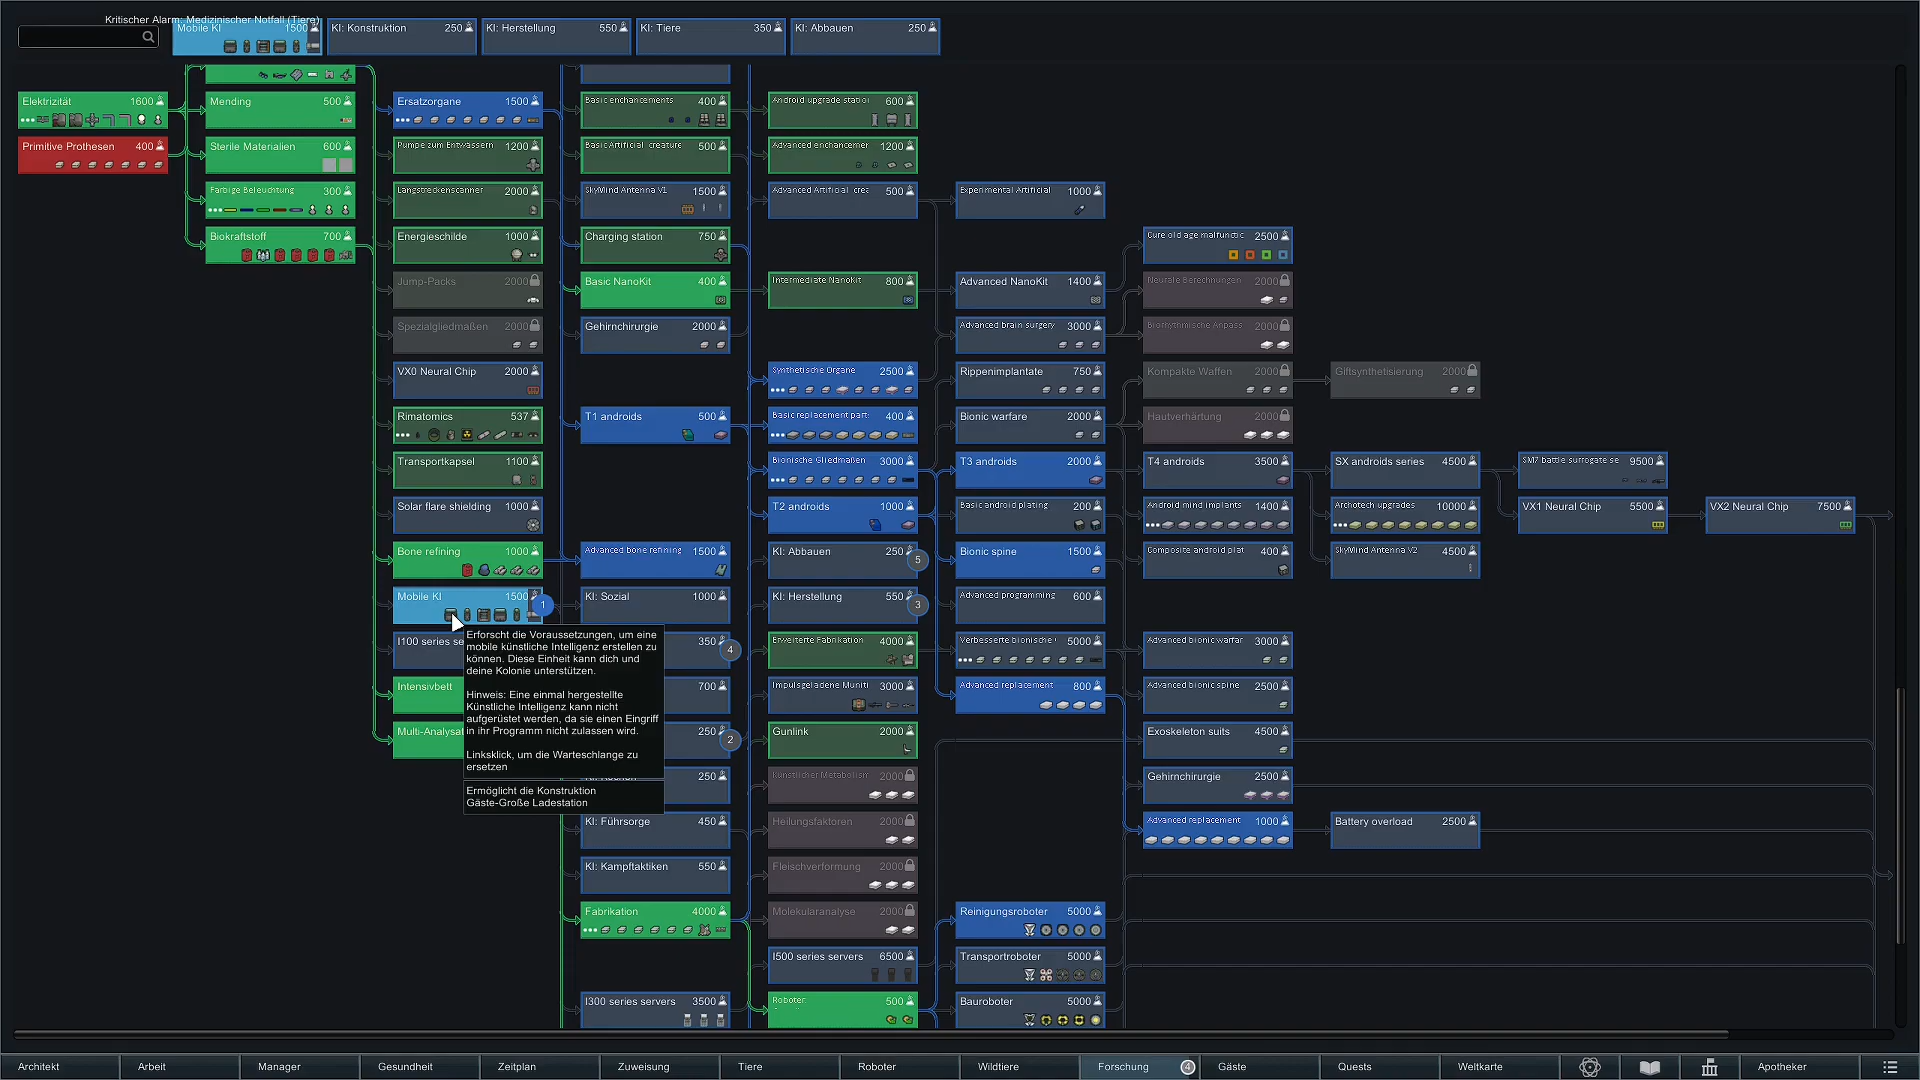 Kritischer Alarm: Medizinischer Notfall (Tiere)
Mobile KI 1500
KI: Konstruktion 250
KI: Herstellung 550
KI: Tiere 350
KI: Abbauen 250
Elektrizität 1600
Mending 500
Ersatzorgane 1500
Basic enchancements 400
Android upgrade statio 600
Primitive Prothesen 400
Sterile Materialien 600
Pumpe zum Entwässern 1200
Basic Artificial creature 500
Advanced enchancemer 1200
Farbige Beleuchtung 300
Langstreckenscanner 2000
SkyMind Antenna V1 1500
Advanced Artificial crea 500
Experimental Artificial 1000
Biokraftstoff 700
Energieschilde 1000
Charging station 750
Cure old age malfunctic 2500
Jump-Packs 2000
Basic NanoKit 400
Intermediate Nanokit 800
Advanced NanoKit 1400
Neurale Berechnungen 2000
Spezialgliedmaßen 2000
Gehirnchirurgie 2000
Advanced brain surgery 3000
Biorhythmische Anpass 2000
VX0 Neural Chip 2000
Synthetische Organe 2500
Rippenimplantate 750
Kompakte Waffen 2000
Giftsynthetisierung 2000
Rimatomics 537
T1 androids 500
Basic replacement part 400
Bionic warfare 2000
Hautverhärtung 2000
Transportkapsel 1100
Bionische Gliedmaßen 3000
T3 androids 2000
T4 androids 3500
SX androids series 4500
SM7 battle surrogate se 9500
Solar flare shielding 1000
T2 androids 1000
Basic android plating 200
Android mind implants 1400
Archotech upgrades 10000
VX1 Neural Chip 5500
VX2 Neural Chip 7500
Bone refining 1000
Advanced bone refining 1500
KI: Abbauen 250
5
Bionic spine 1500
Composite android plat 400
SkyMind Antenna V2 4500
Mobile KI 1500
1
KI: Sozial 1000
KI: Herstellung 550
3
Advanced programming 600
I100 series se
350
4
Erweiterte Fabrikation 4000
Verbesserte bionische 5000
Advanced bionic warfar 3000
Intensivbett
700
Impulsgeladene Muniti 3000
Advanced replacement 800
Advanced bionic spine 2500
Multi-Analysat
250
2
Gunlink 2000
Exoskeleton suits 4500
Erforscht die Voraussetzungen, um eine
mobile künstliche Intelligenz erstellen zu
können. Diese Einheit kann dich und
deine Kolonie unterstützen.
Hinweis: Eine einmal hergestellte
Künstliche Intelligenz kann nicht
aufgerüstet werden, da sie einen Eingriff
in ihr Programm nicht zulassen wird.
Linksklick, um die Warteschlange zu
ersetzen
Ermöglicht die Konstruktion
Gäste-Große Ladestation
250
Künstlicher Metabolism 2000
Gehirnchirurgie 2500
KI: Führsorge 450
Heilungsfaktoren 2000
Advanced replacement 1000
Battery overload 2500
KI: Kampftaktiken 550
Fleischverformung 2000
Fabrikation 4000
Molekularanalyse 2000
Reinigungsroboter 5000
I500 series servers 6500
Transportroboter 5000
I300 series servers 3500
Roboter 500
Bauroboter 5000
Architekt
Arbeit
Manager
Gesundheit
Zeitplan
Zuweisung
Tiere
Roboter
Wildtiere
Forschung 4
Gäste
Quests
Weltkarte
Apotheker